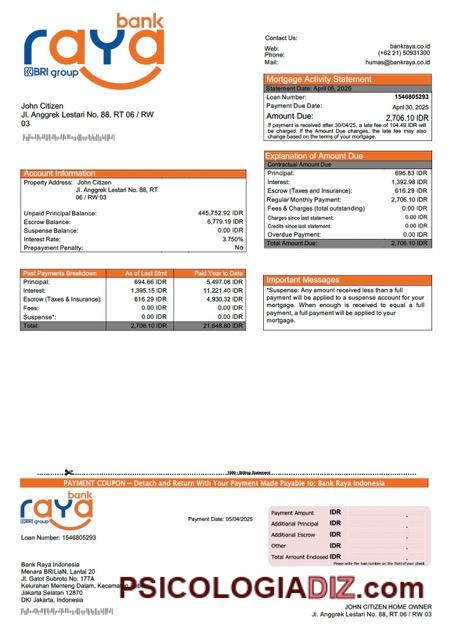 bank
raya
BRI group
Contact Us:
Web: bankraya.co.id
Phone: (+62 21) 50931131
Mail: humas@bankraya.co.id
Mortgage Activity Statement
Statement Date: April 05, 2025
Loan Number: 1546805293
Payment Due Date: April 30, 2025
Amount Due: 2,706.10 IDR
If payment is received after 30/04/25, a late fee of 104.49 IDR will
be charged. If the Amount Due changes, the late fee may also
change based on the terms of your mortgage.
John Citizen
Jl. Anggrek Lestari No. 88, RT 06 / RW
03
Explanation of Amount Due
Contractual Amount Due
Principal: 696.83 IDR
Interest: 1,392.98 IDR
Escrow (Taxes and Insurance): 616.29 IDR
Regular Monthly Payment: 2,706.10 IDR
Fees & Charges (total outstanding) 0.00 IDR
Charges since last statement: 0.00 IDR
Credits since last statement: 0.00 IDR
Overdue Payment: 0.00 IDR
Total Amount Due: 2,706.10 IDR
Account Information
Property Address: John Citizen
Jl. Anggrek Lestari No. 88, RT
06 / RW 03
Unpaid Principal Balance: 445,752.92 IDR
Escrow Balance: 6,779.19 IDR
Suspense Balance: 0.00 IDR
Interest Rate: 3.750%
Prepayment Penalty: No
Past Payments Breakdown As of Last Stmt Paid Year to Date
Principal: 694.66 IDR 5,497.08 IDR
Interest: 1,395.15 IDR 11,221.40 IDR
Escrow (Taxes & Insurance): 616.29 IDR 4,930.32 IDR
Fees: 0.00 IDR 0.00 IDR
Suspense*: 0.00 IDR 0.00 IDR
Total: 2,706.10 IDR 21,648.80 IDR
Important Messages
*Suspense: Any amount received less than a full
payment will be applied to a suspense account for your
mortgage. When enough is received to equal a full
payment, a full payment will be applied to your
mortgage.
1000 - Billing Statement
PAYMENT COUPON – Detach and Return With Your Payment Made Payable to: Bank Raya Indonesia
bank
raya
BRI group
Loan Number: 1546805293
Payment Date: 05/04/2025
Payment Amount IDR .
Additional Principal IDR .
Additional Escrow IDR .
Other IDR .
Total Amount Enclosed IDR .
Please write the loan number on the front of your check.
Bank Raya Indonesia
Menara BRILiaN, Lantai 20
Jl. Gatot Subroto No. 177A
Kelurahan Menteng Dalam, Kecamatan
Jakarta Selatan 12870
DKI Jakarta, Indonesia
PSICOLOGIADIZ.com
JOHN CITIZEN HOME OWNER
Jl. Anggrek Lestari No. 88, RT 06 / RW 03